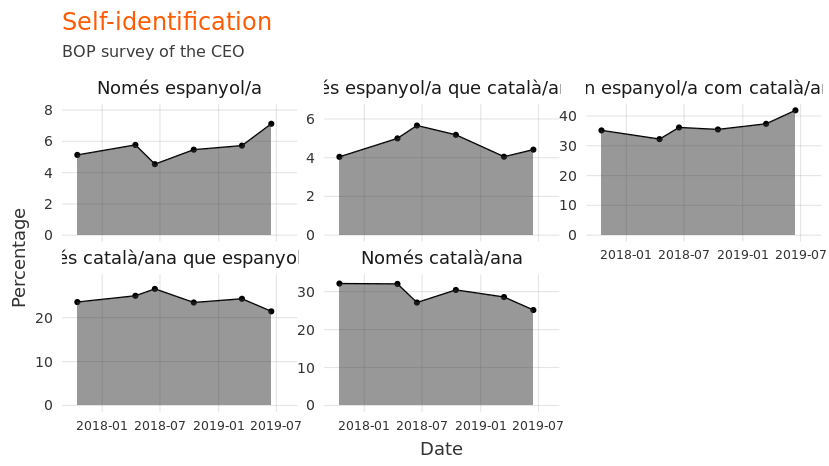 Self-identification
BOP survey of the CEO
Només espanyol/a
és espanyol/a que català/an
n espanyol/a com català/an
8
6
4
2
0
6
4
2
0
40
30
20
10
0
2018-01 2018-07 2019-01 2019-07
Percentage
és català/ana que espanyol
Només català/ana
20
10
0
30
20
10
0
2018-01 2018-07 2019-01 2019-07
2018-01 2018-07 2019-01 2019-07
Date